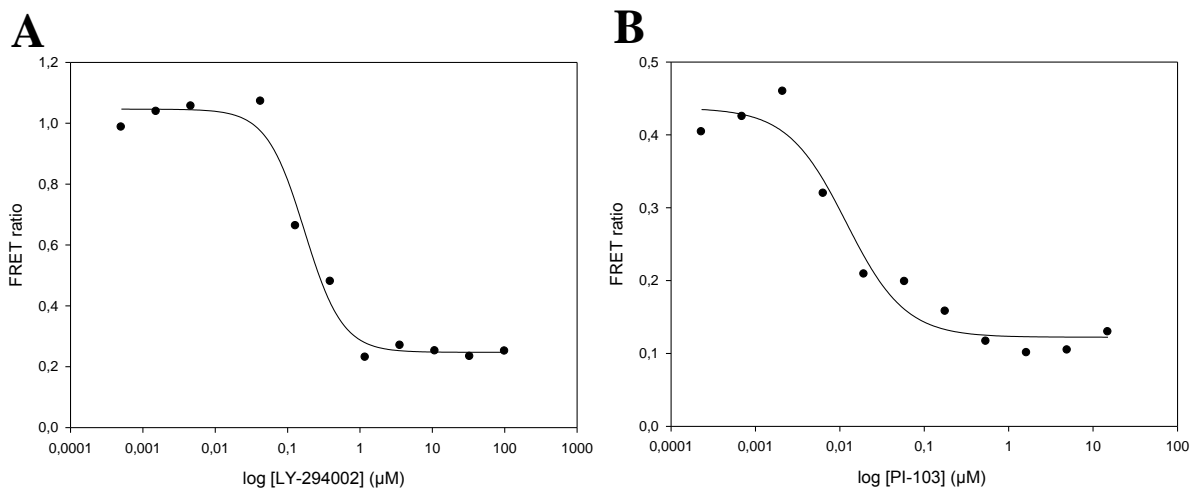 A
1,2
1,0
0,8
0,6
0,4
0,2
0,0
FRET ratio
0,0001 0,001 0,01 0,1 1 10 100 1000
log [LY-294002] (µM)
B
0,5
0,4
0,3
0,2
0,1
0,0
FRET ratio
0,0001 0,001 0,01 0,1 1 10 100
log [PI-103] (µM)